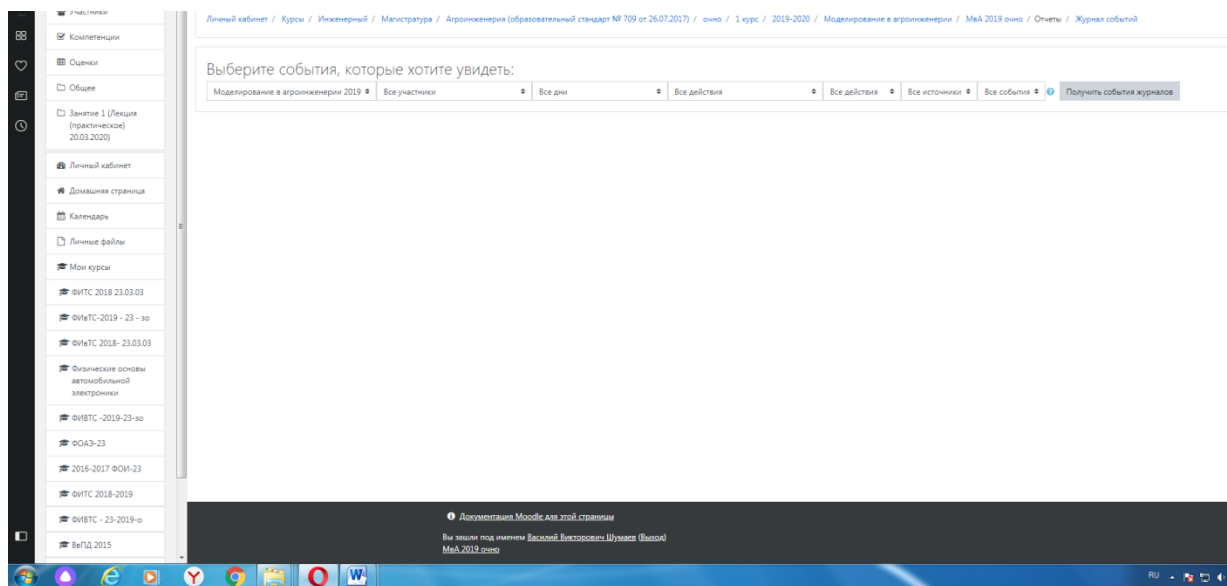 Участники
Компетенции
Оценки
Общее
Занятие 1 (Лекция
(практическое)
20.03.2020)
Личный кабинет
Домашняя страница
Календарь
Личные файлы
Мои курсы
ФИТС 2018 23.03.03
ФИвТС-2019 - 23 - зо
ФИвТС 2018- 23.03.03
Физические основы
автомобильной
электроники
ФИВТС -2019-23-зо
ФОАЭ-23
2016-2017 ФОИ-23
ФИТС 2018-2019
ФИВТС - 23-2019-о
ВвПД 2015
Личный кабинет / Курсы / Инженерный / Магистратура / Агроинженерия (образовательный стандарт № 709 от 26.07.2017) / очно / 1 курс / 2019-2020 / Моделирование в агроинженерии / МвА 2019 очно / Отчеты / Журнал событий
Выберите события, которые хотите увидеть:
Моделирование в агроинженерии 2019 Все участники Все дни Все действия Все действия Все источники Все события Получить события журналов
Документация Moodle для этой страницы
Вы зашли под именем Василий Викторович Шумаев (Выход)
МвА 2019 очно
RU